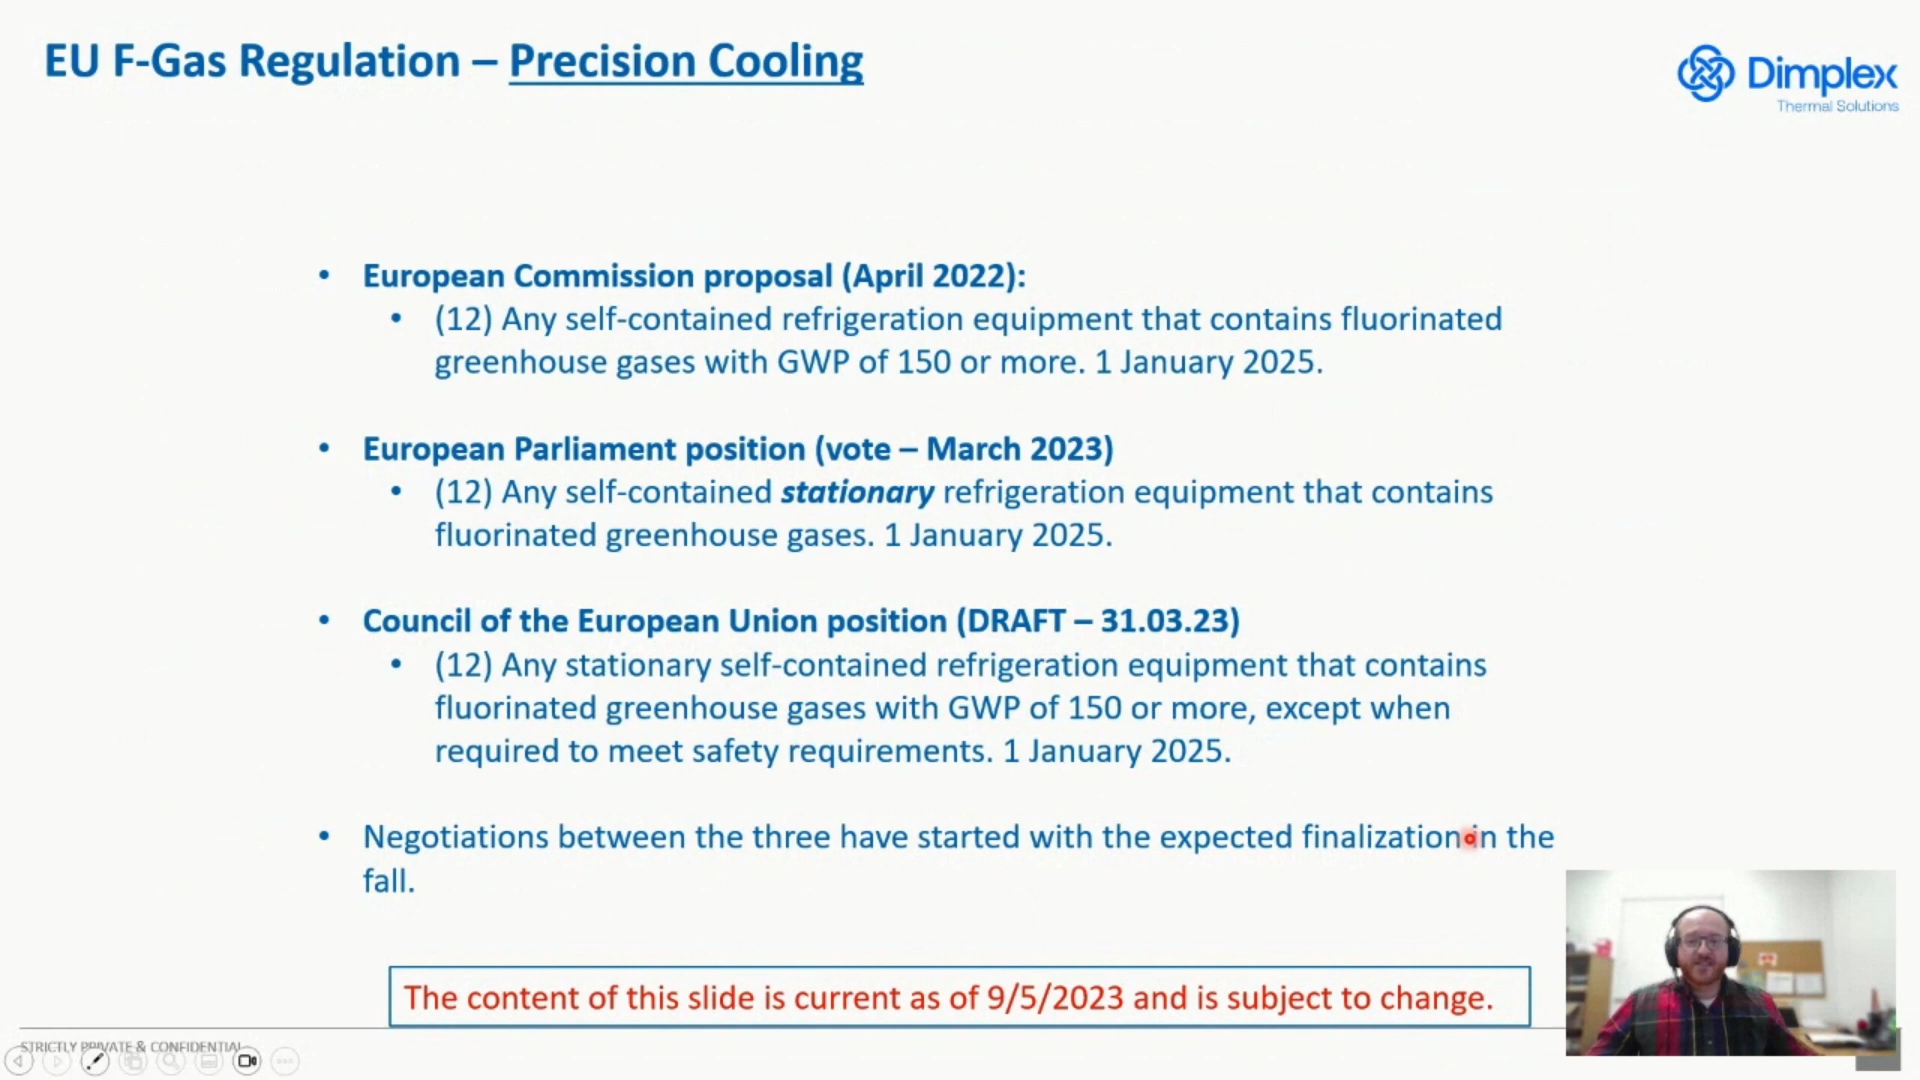 EU F-Gas Regulation – Precision Cooling
Dimplex
Thermal Solutions
• European Commission proposal (April 2022):
• (12) Any self-contained refrigeration equipment that contains fluorinated
greenhouse gases with GWP of 150 or more. 1 January 2025.
• European Parliament position (vote – March 2023)
• (12) Any self-contained stationary refrigeration equipment that contains
fluorinated greenhouse gases. 1 January 2025.
• Council of the European Union position (DRAFT – 31.03.23)
• (12) Any stationary self-contained refrigeration equipment that contains
fluorinated greenhouse gases with GWP of 150 or more, except when
required to meet safety requirements. 1 January 2025.
• Negotiations between the three have started with the expected finalization in the
fall.
The content of this slide is current as of 9/5/2023 and is subject to change.
STRICTLY PRIVATE & CONFIDENTIAL